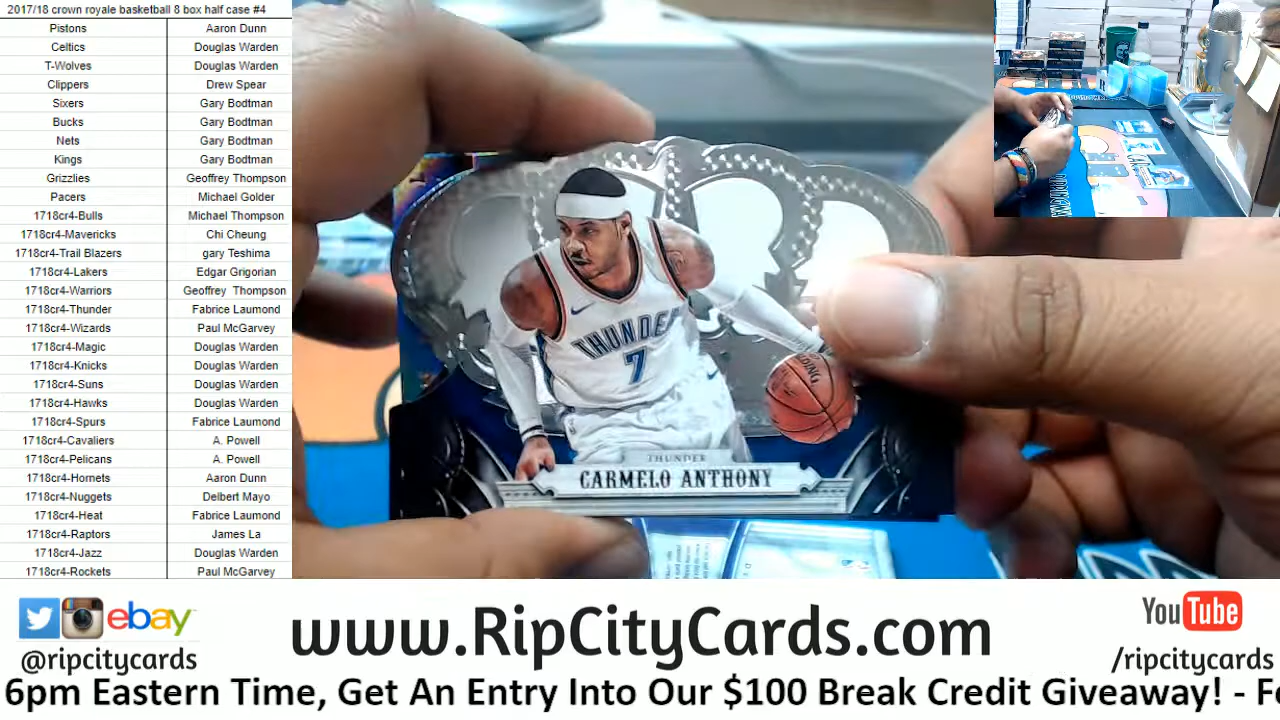 2017/18 crown royale basketball 8 box half case #4
Pistons Aaron Dunn
Celtics Douglas Warden
T-Wolves Douglas Warden
Clippers Drew Spear
Sixers Gary Bodtman
Bucks Gary Bodtman
Nets Gary Bodtman
Kings Gary Bodtman
Grizzlies Geoffrey Thompson
Pacers Michael Golder
1718cr4-Bulls Michael Thompson
1718cr4-Mavericks Chi Cheung
1718cr4-Trail Blazers gary Teshima
1718cr4-Lakers Edgar Grigorian
1718cr4-Warriors Geoffrey Thompson
1718cr4-Thunder Fabrice Laumond
1718cr4-Wizards Paul McGarvey
1718cr4-Magic Douglas Warden
1718cr4-Knicks Douglas Warden
1718cr4-Suns Douglas Warden
1718cr4-Hawks Douglas Warden
1718cr4-Spurs Fabrice Laumond
1718cr4-Cavaliers A. Powell
1718cr4-Pelicans A. Powell
1718cr4-Hornets Aaron Dunn
1718cr4-Nuggets Delbert Mayo
1718cr4-Heat Fabrice Laumond
1718cr4-Raptors James La
1718cr4-Jazz Douglas Warden
1718cr4-Rockets Paul McGarvey
THUNDER
7
SPALDING
THUNDER
CARMELO ANTHONY
ebay
@ripcitycards
www.RipCityCards.com
YouTube
/ripcitycards
6pm Eastern Time, Get An Entry Into Our $100 Break Credit Giveaway! - Fo